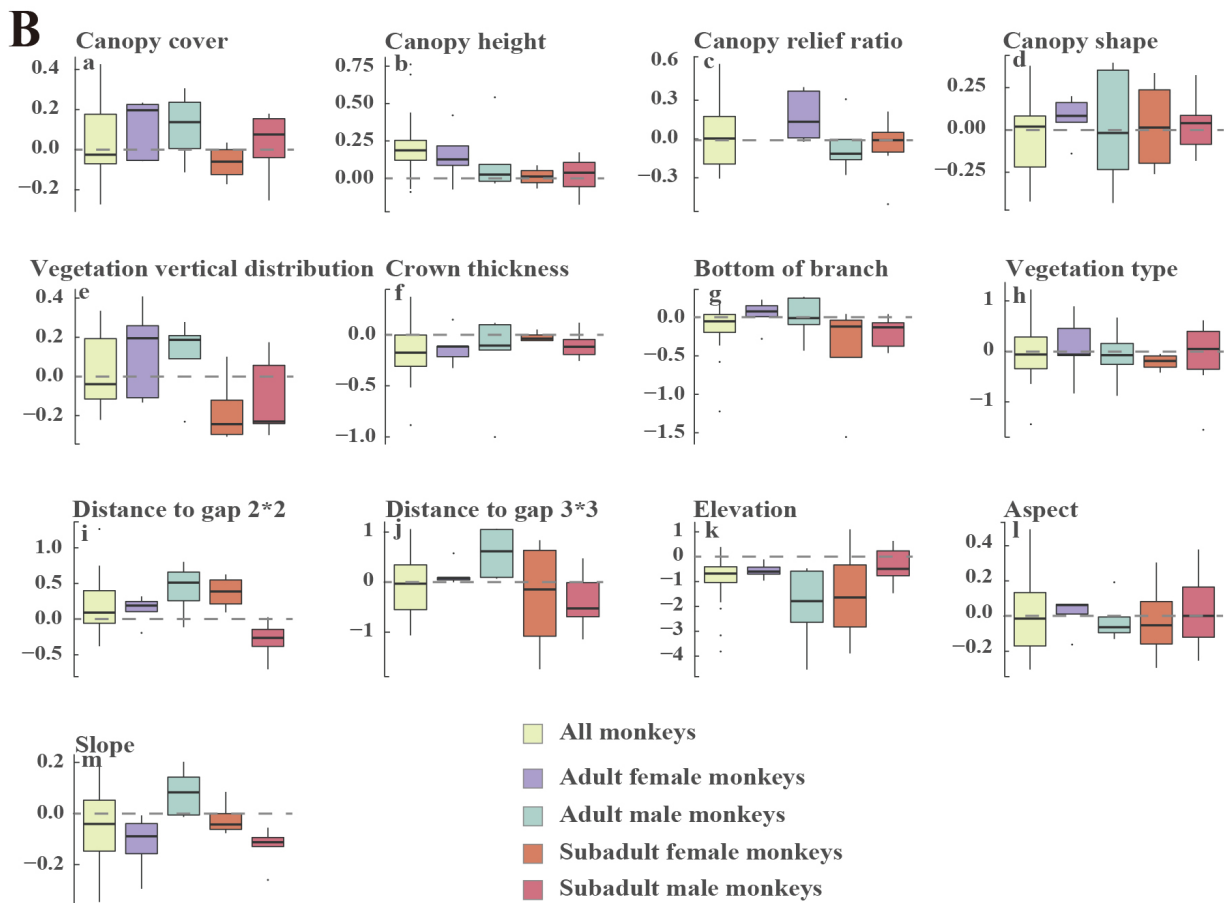 B
Canopy cover
Canopy height
Canopy relief ratio
Canopy shape
a
0.4
0.2
0.0
−0.2
b
0.75
0.50
0.25
0.00
c
0.6
0.3
0.0
−0.3
d
0.25
0.00
−0.25
Vegetation vertical distribution
Crown thickness
Bottom of branch
Vegetation type
e
0.4
0.2
0.0
−0.2
f
0.0
−0.5
−1.0
g
0.0
−0.5
−1.0
−1.5
h
1
0
−1
Distance to gap 2*2
Distance to gap 3*3
Elevation
Aspect
i
1.0
0.5
0.0
−0.5
j
1
0
−1
k
1
0
−1
−2
−3
−4
l
0.4
0.2
0.0
−0.2
Slope
m
0.2
0.0
−0.2
All monkeys
Adult female monkeys
Adult male monkeys
Subadult female monkeys
Subadult male monkeys